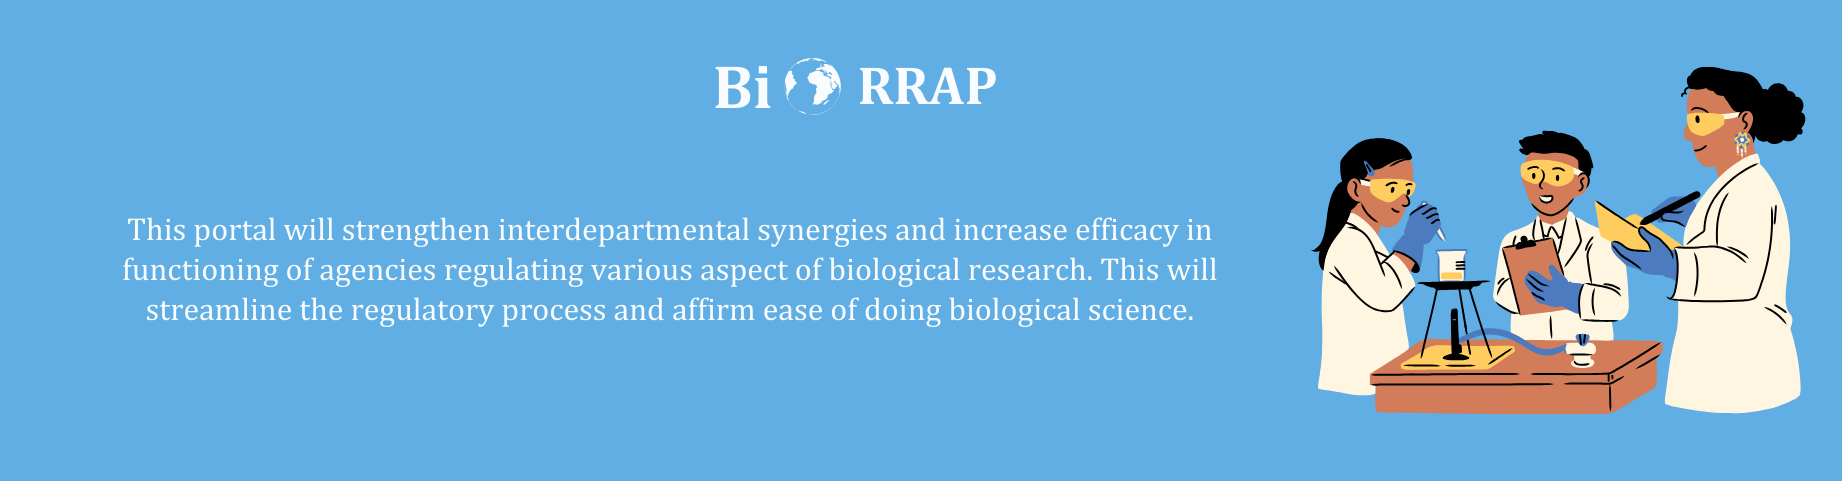 Bi RRAP
This portal will strengthen interdepartmental synergies and increase efficacy in
functioning of agencies regulating various aspect of biological research. This will
streamline the regulatory process and affirm ease of doing biological science.